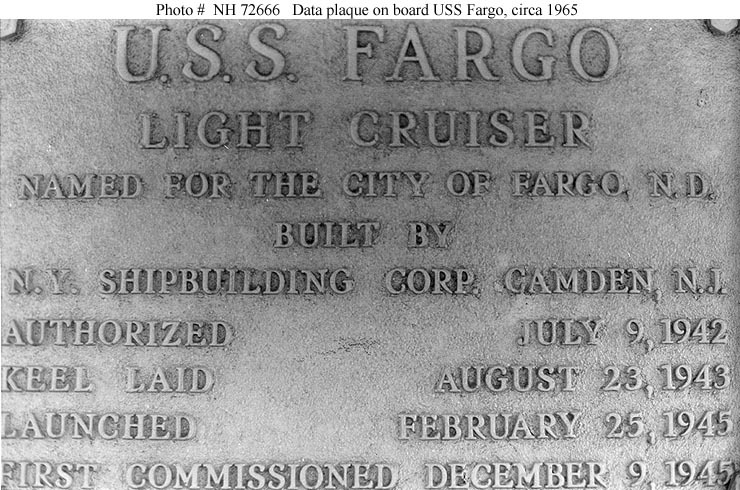 Photo # NH 72666 Data plaque on board USS Fargo, circa 1965
U.S.S. FARGO
LIGHT CRUISER
NAMED FOR THE CITY OF FARGO, N.D.
BUILT BY
N.Y. SHIPBUILDING CORP. CAMDEN, N.J.
AUTHORIZED JULY 9, 1942
KEEL LAID AUGUST 23, 1943
LAUNCHED FEBRUARY 25, 1945
FIRST COMMISSIONED DECEMBER 9, 1945